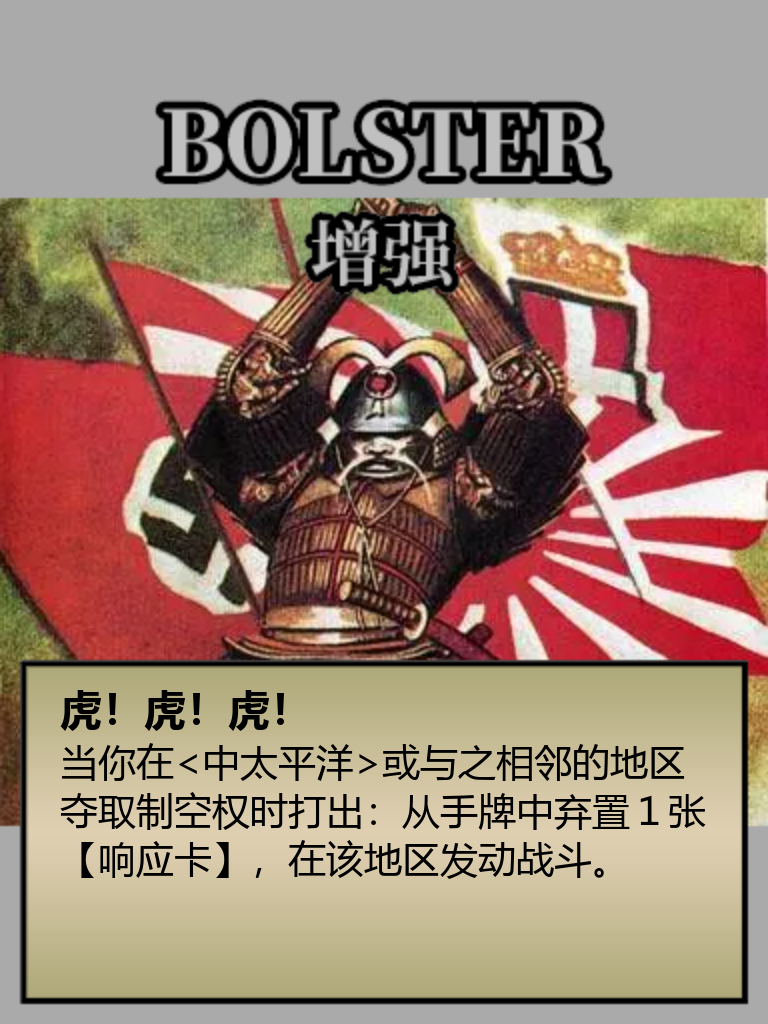 BOLSTER
增强
虎！虎！虎！
当你在<中太平洋>或与之相邻的地区
夺取制空权时打出：从手牌中弃置１张
【响应卡】，在该地区发动战斗。